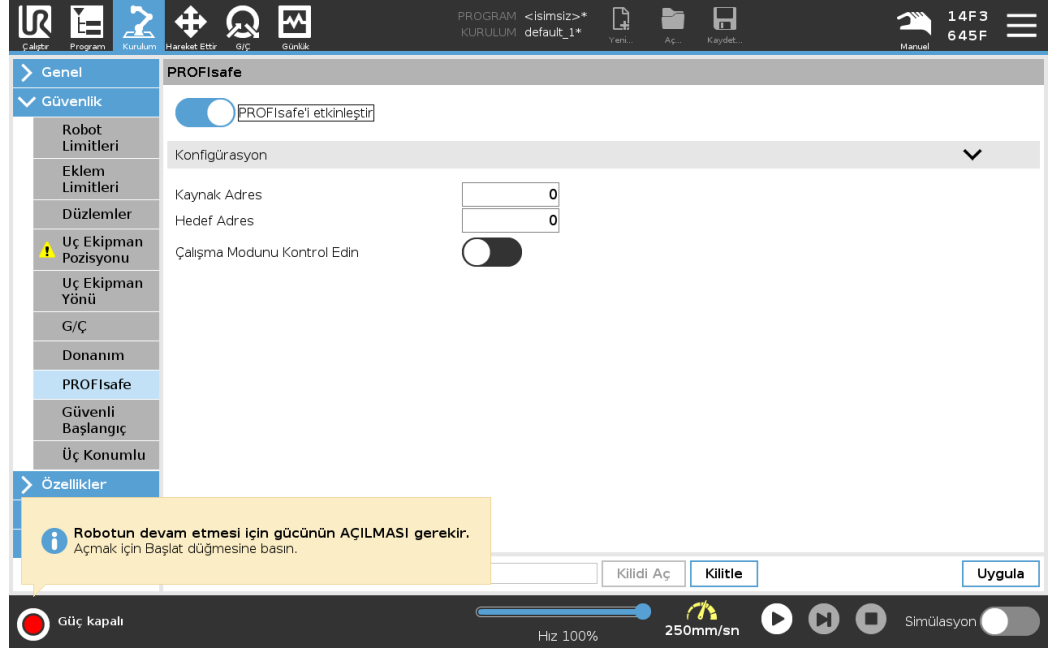 PROGRAM <isimsiz>*
KURULUM default_1*
Çalıştır
Program
Kurulum
Hareket Ettir
G/Ç
Günlük
Yeni...
Aç...
Kaydet...
Manuel
14F3
645F
Genel
Güvenlik
Robot
Limitleri
Eklem
Limitleri
Düzlemler
Uç Ekipman
Pozisyonu
Uç Ekipman
Yönü
G/Ç
Donanım
PROFIsafe
Güvenli
Başlangıç
Üç Konumlu
Özellikler
PROFIsafe
PROFIsafe'i etkinleştir
Konfigürasyon
Kaynak Adres 0
Hedef Adres 0
Çalışma Modunu Kontrol Edin
Robotun devam etmesi için gücünün AÇILMASI gerekir.
Açmak için Başlat düğmesine basın.
Kilidi Aç
Kilitle
Uygula
Güç kapalı
Hız 100%
250mm/sn
Simülasyon